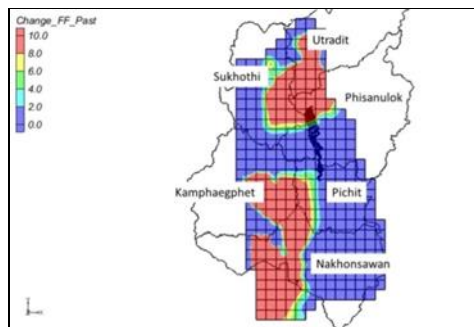 Change_FF_Past
10.0
8.0
6.0
4.0
2.0
0.0
Utradit
Sukhothi
Phisanulok
Kamphaegphet
Pichit
Nakhonsawan